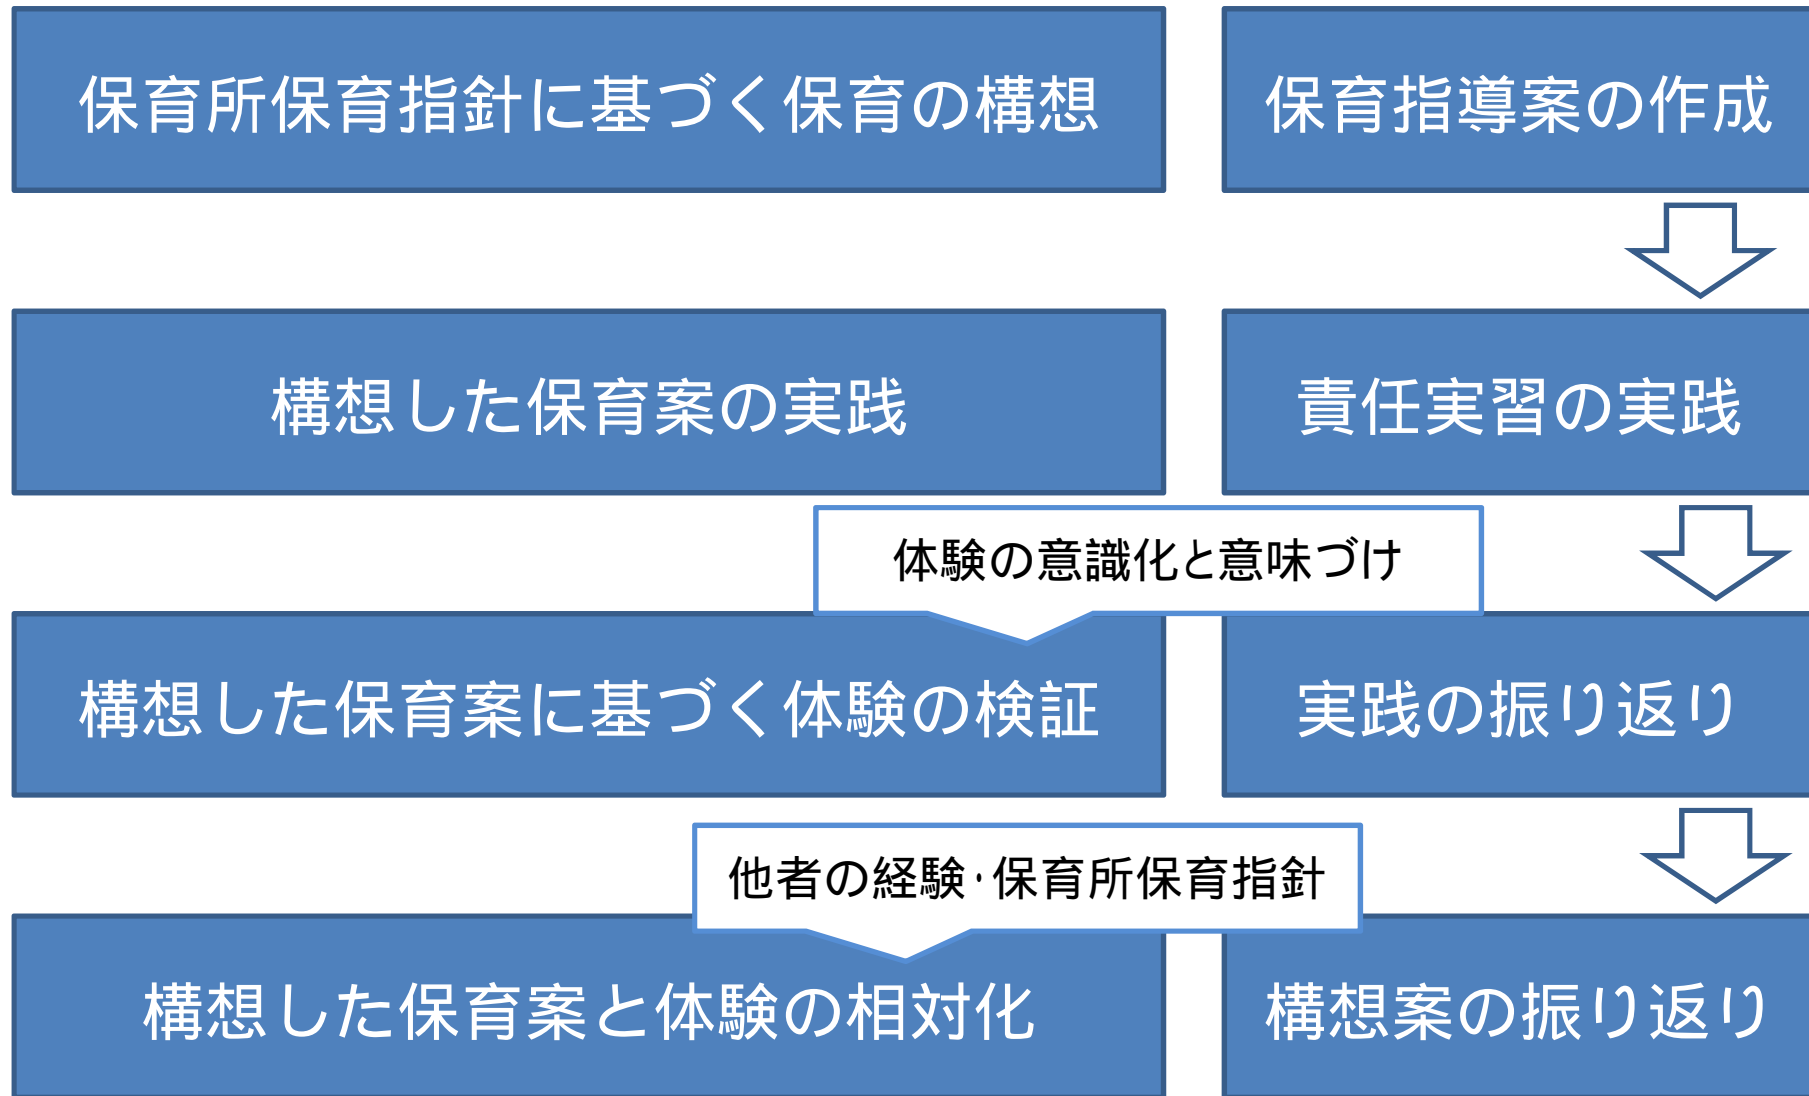 保育所保育指針に基づく保育の構想
保育指導案の作成
構想した保育案の実践
責任実習の実践
体験の意識化と意味づけ
構想した保育案に基づく体験の検証
実践の振り返り
他者の経験・保育所保育指針
構想した保育案と体験の相対化
構想案の振り返り